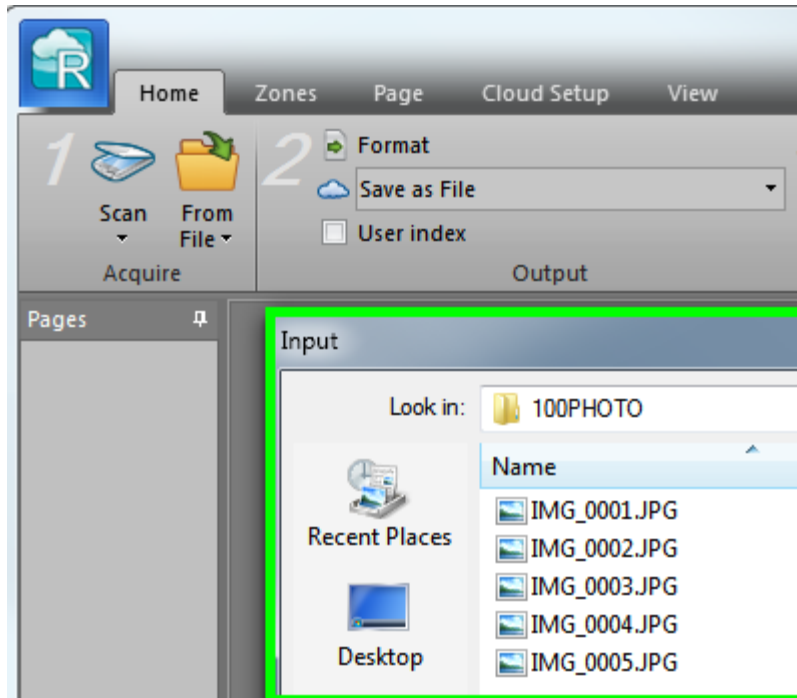 R
Home Zones Page Cloud Setup View
1 2 Format
Save as File
Scan From File
User index
Acquire Output
Pages
Input
Look in: 100PHOTO
Name
IMG_0001.JPG
Recent Places
IMG_0002.JPG
IMG_0003.JPG
IMG_0004.JPG
Desktop
IMG_0005.JPG